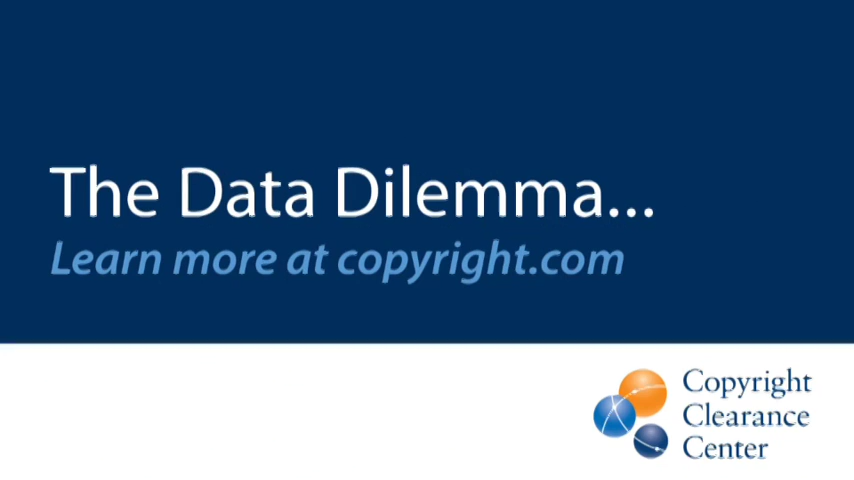 The Data Dilemma...
Learn more at copyright.com
Copyright
Clearance
Center